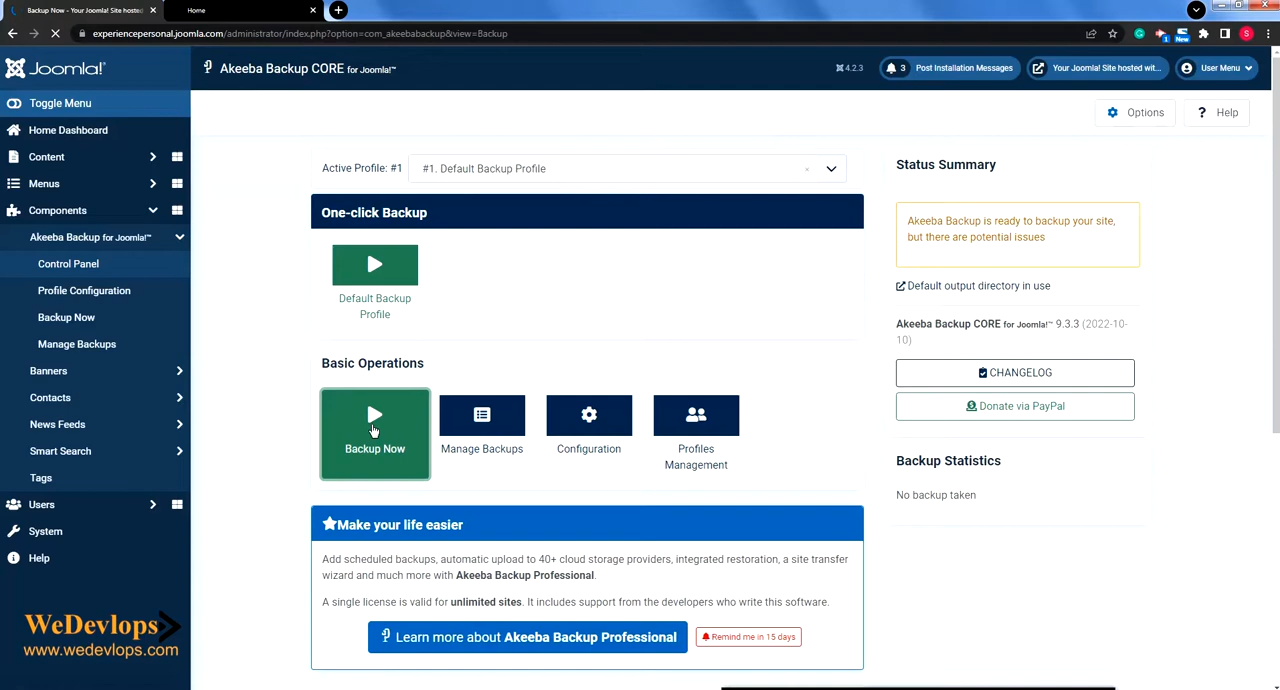 Backup Now - Your Joomla! Site hosted
Home
experiencepersonal.joomla.com/administrator/index.php?option=com_akeebabackup&view=Backup
1
New
S
Joomla!®
Akeeba Backup CORE for Joomla!™
4.2.3
3 Post Installation Messages
Your Joomla! Site hosted wit...
User Menu
Toggle Menu
Options
? Help
Home Dashboard
Content
Menus
Components
Akeeba Backup for Joomla!™
Control Panel
Profile Configuration
Backup Now
Manage Backups
Banners
Contacts
News Feeds
Smart Search
Tags
Users
System
Help
WeDevlops
www.wedevlops.com
Active Profile: #1
#1. Default Backup Profile
One-click Backup
Default Backup
Profile
Basic Operations
Backup Now
Manage Backups
Configuration
Profiles
Management
Make your life easier
Add scheduled backups, automatic upload to 40+ cloud storage providers, integrated restoration, a site transfer
wizard and much more with Akeeba Backup Professional.
A single license is valid for unlimited sites. It includes support from the developers who write this software.
Learn more about Akeeba Backup Professional
Remind me in 15 days
Status Summary
Akeeba Backup is ready to backup your site,
but there are potential issues
Default output directory in use
Akeeba Backup CORE for Joomla!™ 9.3.3 (2022-10-
10)
CHANGELOG
Donate via PayPal
Backup Statistics
No backup taken